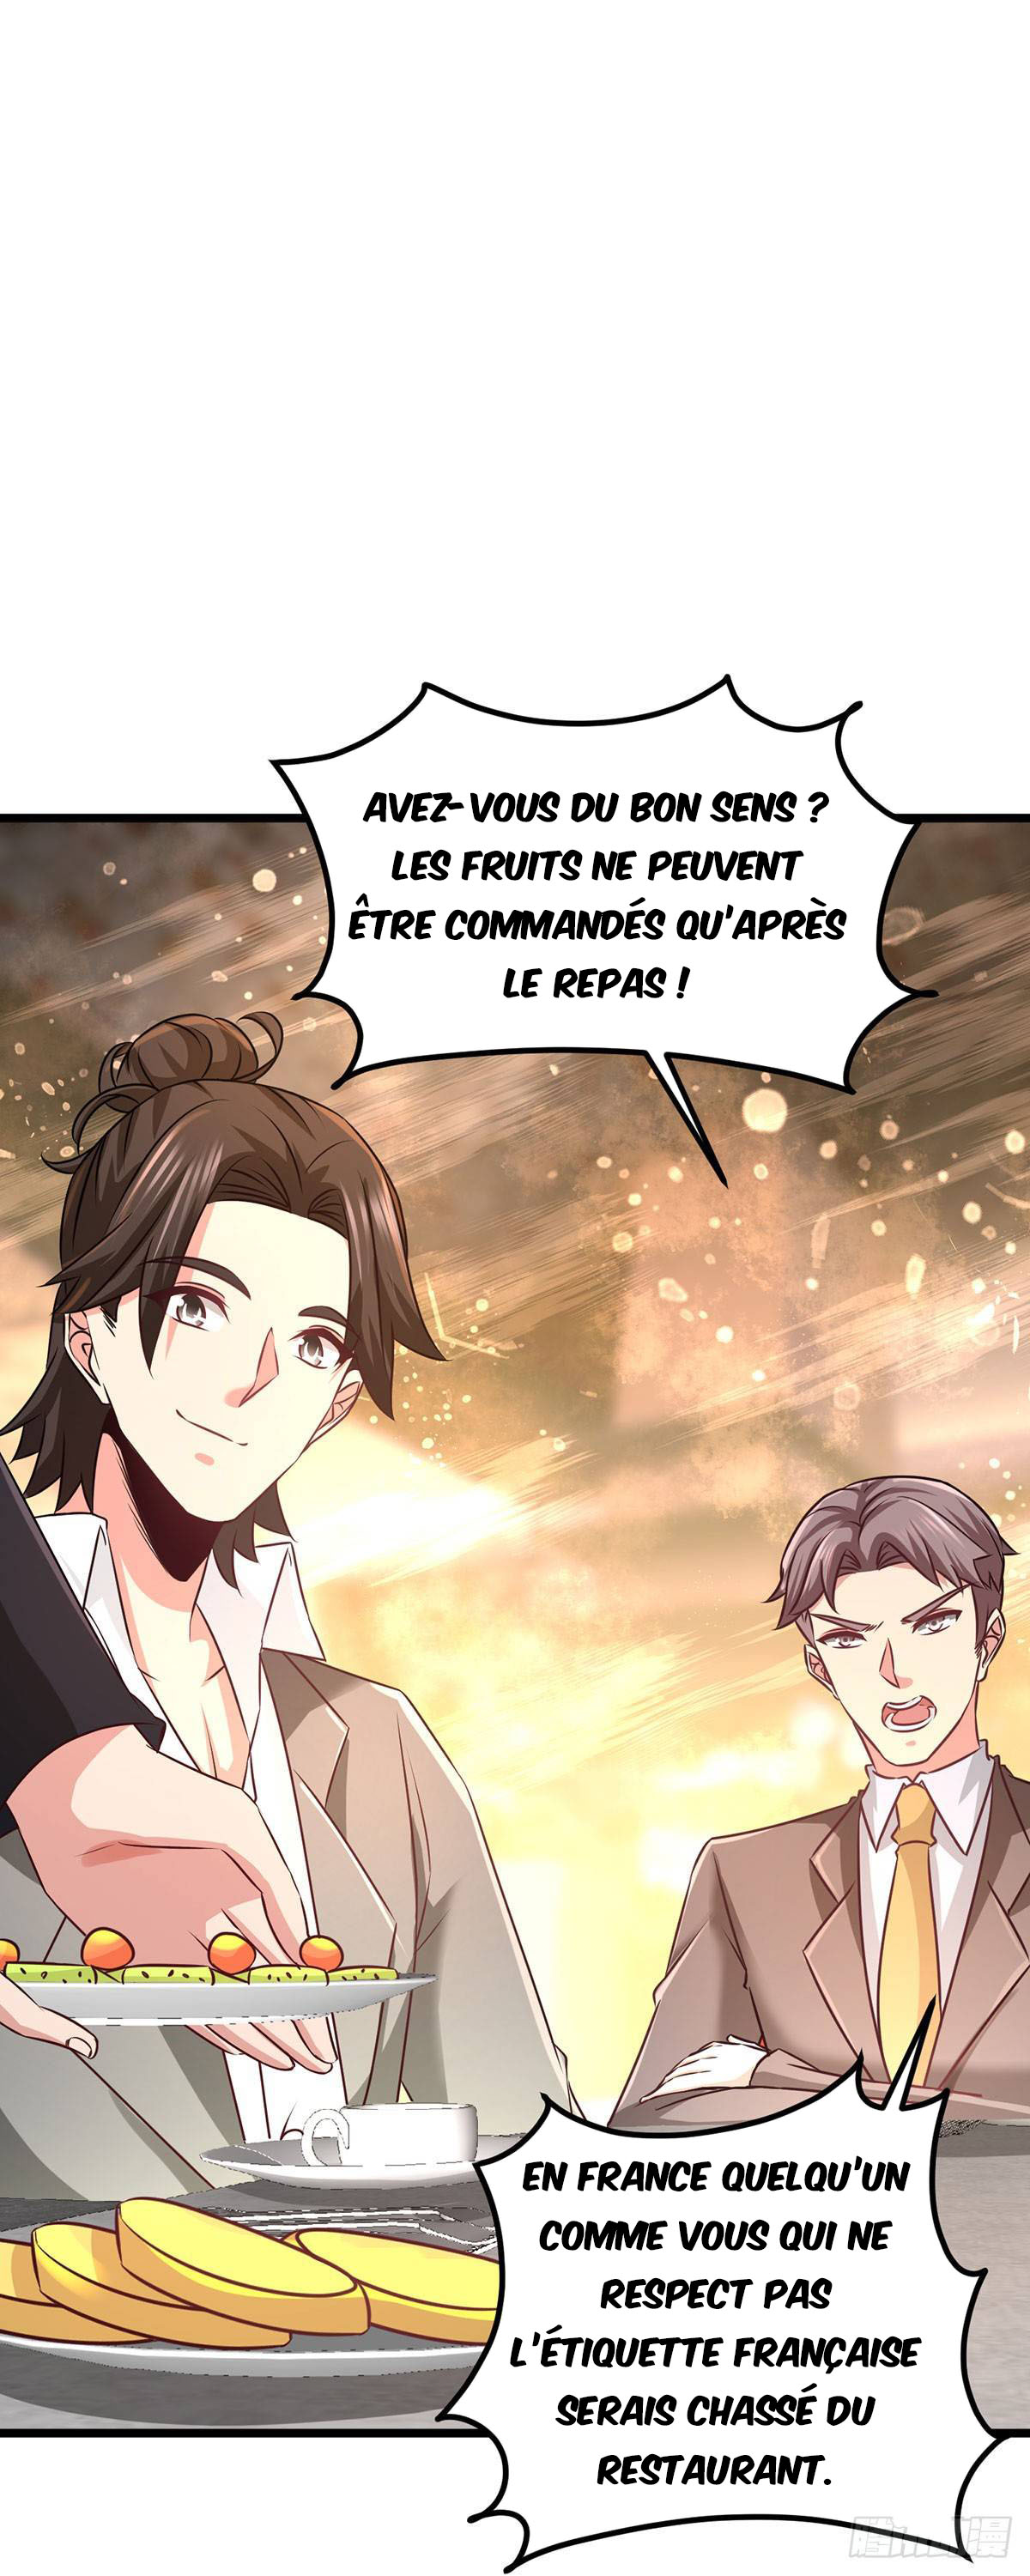 AVEZ-VOUS DU BON SENS ?
LES FRUITS NE PEUVENT
ÊTRE COMMANDÉS QU'APRÈS
LE REPAS !
EN FRANCE QUELQU'UN
COMME VOUS QUI NE
RESPECT PAS
L'ÉTIQUETTE FRANÇAISE
SERAIS CHASSÉ DU
RESTAURANT.